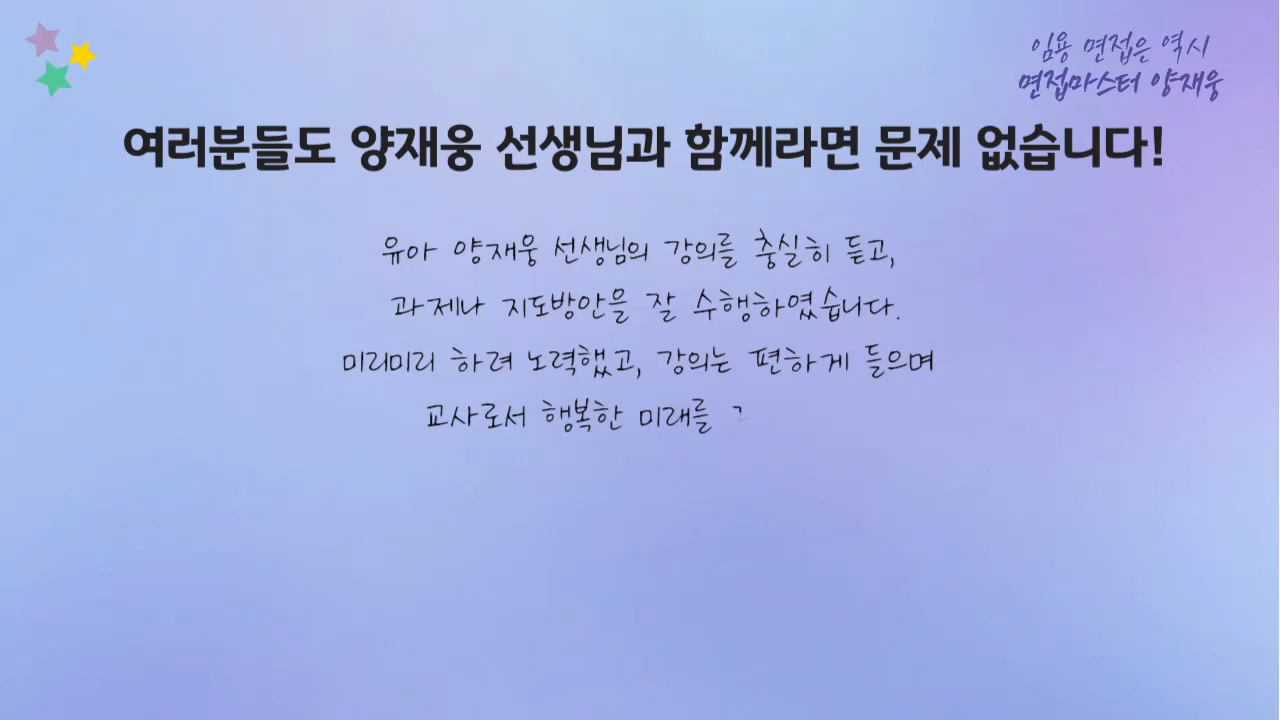 임용 면접은 역시
면접마스터 양재웅
여러분들도 양재웅 선생님과 함께라면 문제 없습니다!
유아 양재웅 선생님의 강의를 충실히 듣고,
과제나 지도방안을 잘 수행하였습니다.
미리미리 하려 노력했고, 강의는 편하게 들으며
교사로서 행복한 미래를